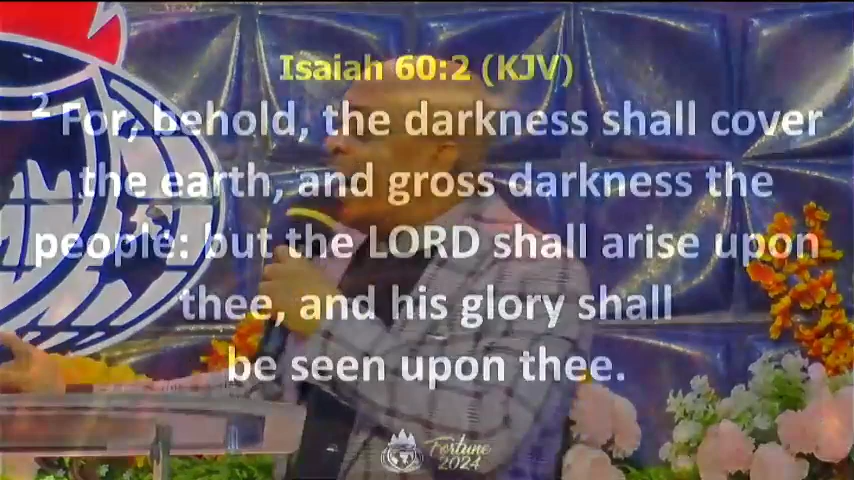 Isaiah 60:2 (KJV)
2 For, behold, the darkness shall cover
the earth, and gross darkness the
people: but the LORD shall arise upon
thee, and his glory shall
be seen upon thee.
Fortune
2024